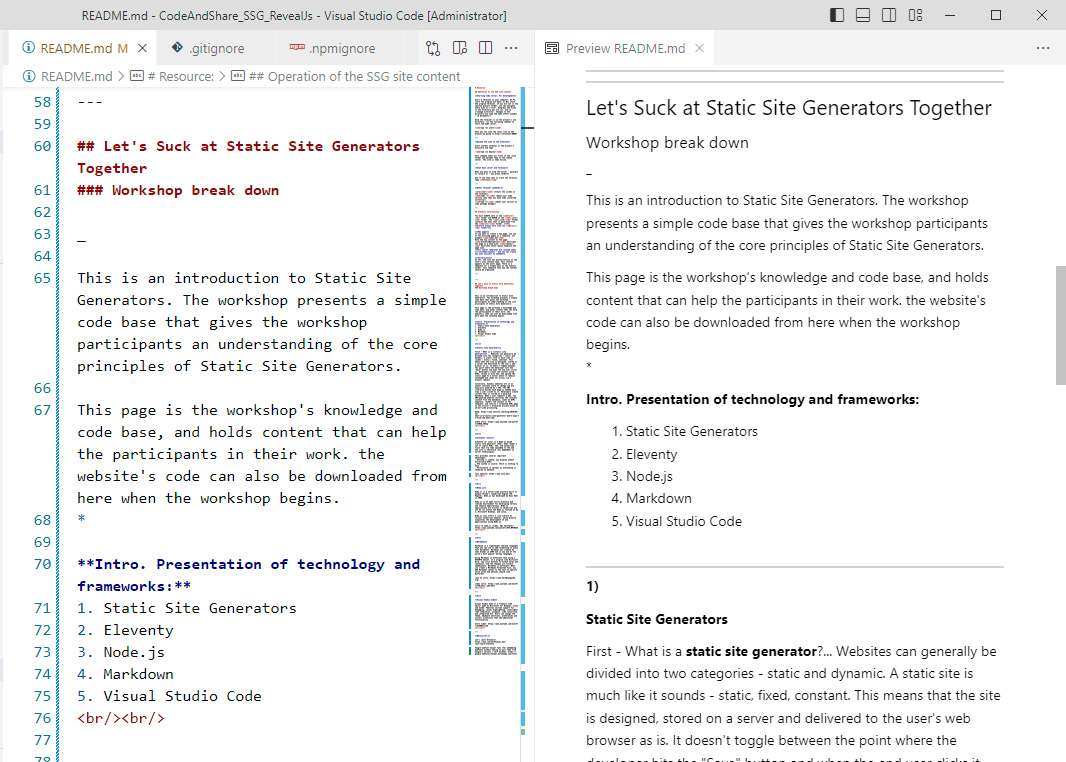 README.md - CodeAndShare_SSG_RevealJs - Visual Studio Code [Administrator]
README.md M
.gitignore
.npmignore
README.md > # Resource: > ## Operation of the SSG site content
58 ---
59
60 ## Let's Suck at Static Site Generators
Together
61 ### Workshop break down
62
63 _
64
65 This is an introduction to Static Site
Generators. The workshop presents a simple
code base that gives the workshop
participants an understanding of the core
principles of Static Site Generators.
66
67 This page is the workshop's knowledge and
code base, and holds content that can help
the participants in their work. the
website's code can also be downloaded from
here when the workshop begins.
68 *
69
70 **Intro. Presentation of technology and
frameworks:**
71 1. Static Site Generators
72 2. Eleventy
73 3. Node.js
74 4. Markdown
75 5. Visual Studio Code
76 <br/><br/>
77
78
Preview README.md
Let's Suck at Static Site Generators Together
Workshop break down
_
This is an introduction to Static Site Generators. The workshop
presents a simple code base that gives the workshop participants
an understanding of the core principles of Static Site Generators.
This page is the workshop's knowledge and code base, and holds
content that can help the participants in their work. the website's
code can also be downloaded from here when the workshop
begins.
*
Intro. Presentation of technology and frameworks:
1. Static Site Generators
2. Eleventy
3. Node.js
4. Markdown
5. Visual Studio Code
1)
Static Site Generators
First - What is a static site generator?... Websites can generally be
divided into two categories - static and dynamic. A static site is
much like it sounds - static, fixed, constant. This means that the site
is designed, stored on a server and delivered to the user's web
browser as is. It doesn't toggle between the point where the
developer hits the "Save" button and when the end user clicks it